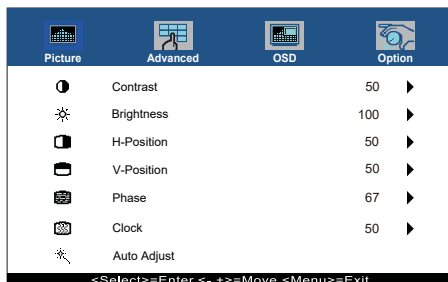 Picture Advanced OSD Option
Contrast 50
Brightness 100
H-Position 50
V-Position 50
Phase 67
Clock 50
Auto Adjust
<Select>=Enter <- +>=Move <Menu>=Exit